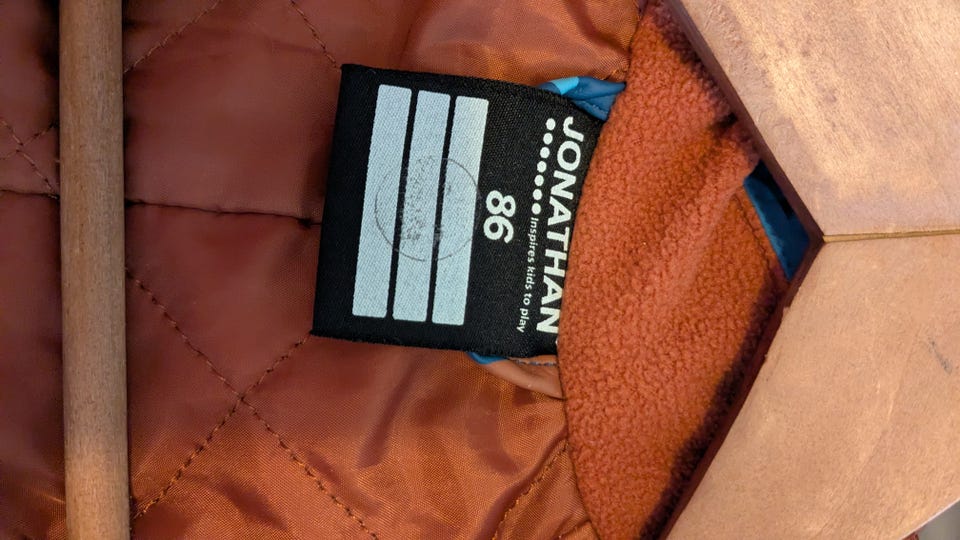 JONATHAN
Inspires kids to play
86